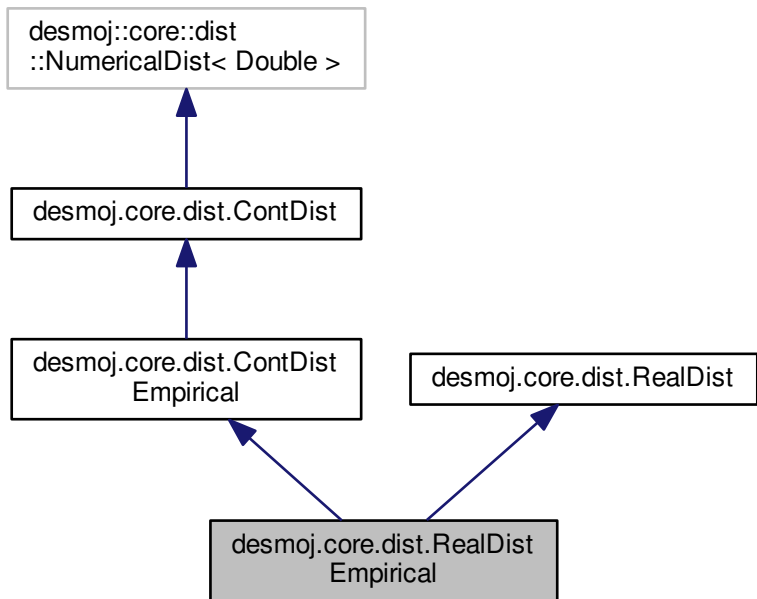 desmoj::core::dist
::NumericalDist< Double >
desmoj.core.dist.ContDist
desmoj.core.dist.ContDist
Empirical
desmoj.core.dist.RealDist
desmoj.core.dist.RealDist
Empirical